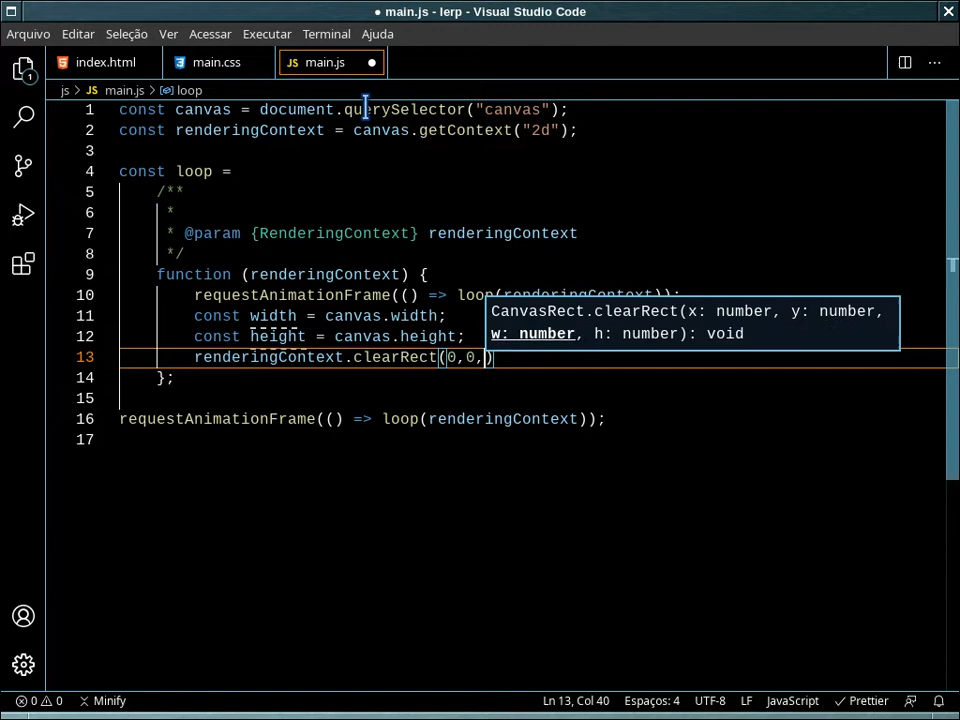 ● main.js - lerp - Visual Studio Code
Arquivo Editar Seleção Ver Acessar Executar Terminal Ajuda
index.html main.css JS main.js ●
js > JS main.js > loop
1 const canvas = document.querySelector("canvas");
2 const renderingContext = canvas.getContext("2d");
3
4 const loop =
5 /**
6 *
7 * @param {RenderingContext} renderingContext
8 */
9 function (renderingContext) {
10 requestAnimationFrame(() => loop(renderingContext));
11 const width = canvas.width;
CanvasRect.clearRect(x: number, y: number,
w: number, h: number): void
12 const height = canvas.height;
13 renderingContext.clearRect(0,0,)
14 };
15
16 requestAnimationFrame(() => loop(renderingContext));
17
1
0 0 Minify Ln 13, Col 40 Espaços: 4 UTF-8 LF JavaScript Prettier